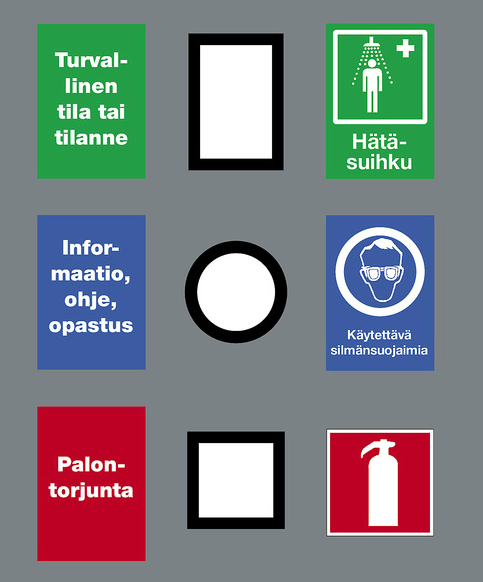 Turval-
linen
tila tai
tilanne
Hätä-
suihku
Infor-
maatio,
ohje,
opastus
Käytettävä
silmänsuojaimia
Palon-
torjunta